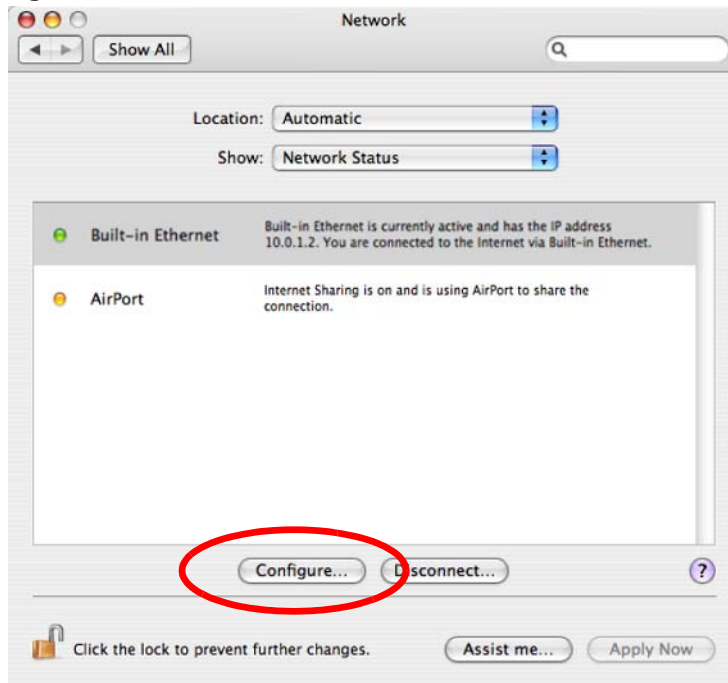 Network
Show All
Location: Automatic
Show: Network Status
Built-in Ethernet
Built-in Ethernet is currently active and has the IP address
10.0.1.2. You are connected to the Internet via Built-in Ethernet.
AirPort
Internet Sharing is on and is using AirPort to share the
connection.
Configure... Disconnect... ?
Click the lock to prevent further changes. Assist me... Apply Now